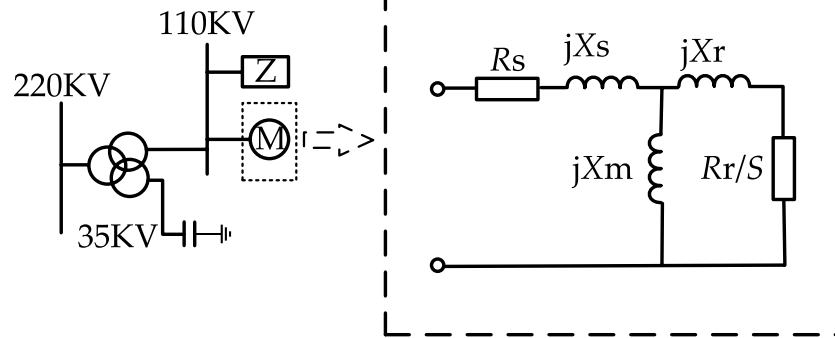 110KV
Z
220KV
M
35KV
Rs
jXs
jXr
jXm
Rr/S